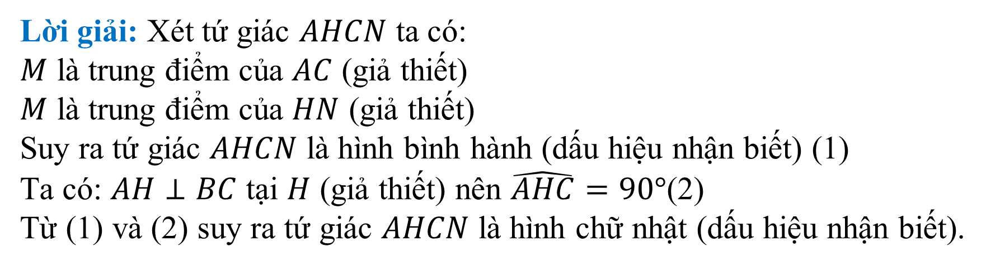 Lời giải: Xét tứ giác AHCN ta có:
M là trung điểm của AC (giả thiết)
M là trung điểm của HN (giả thiết)
Suy ra tứ giác AHCN là hình bình hành (dấu hiệu nhận biết) (1)
Ta có: AH ⊥ BC tại H (giả thiết) nên $\widehat{AHC}$ = 90°(2)
Từ (1) và (2) suy ra tứ giác AHCN là hình chữ nhật (dấu hiệu nhận biết).